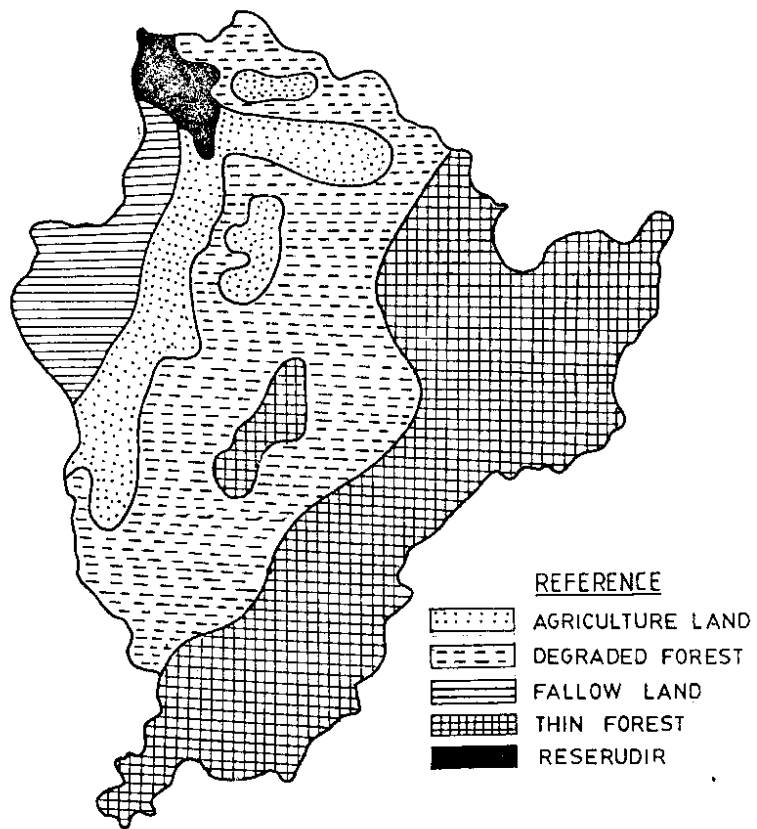 REFERENCE
AGRICULTURE LAND
DEGRADED FOREST
FALLOW LAND
THIN FOREST
RESERUDIR